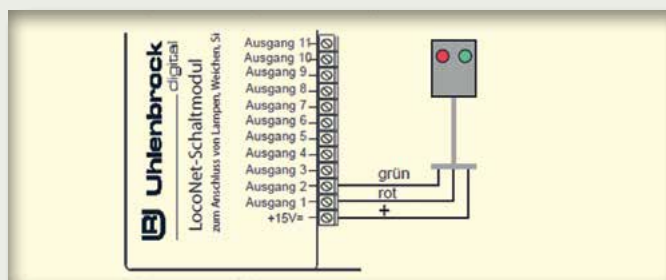 Uhlenbrock
digital
LocoNet-Schaltmodul
zum Anschluss von Lampen, Weichen, Si
Ausgang 11
Ausgang 10
Ausgang 9
Ausgang 8
Ausgang 7
Ausgang 6
Ausgang 5
Ausgang 4
Ausgang 3
Ausgang 2
Ausgang 1
+15V=
grün
rot
+